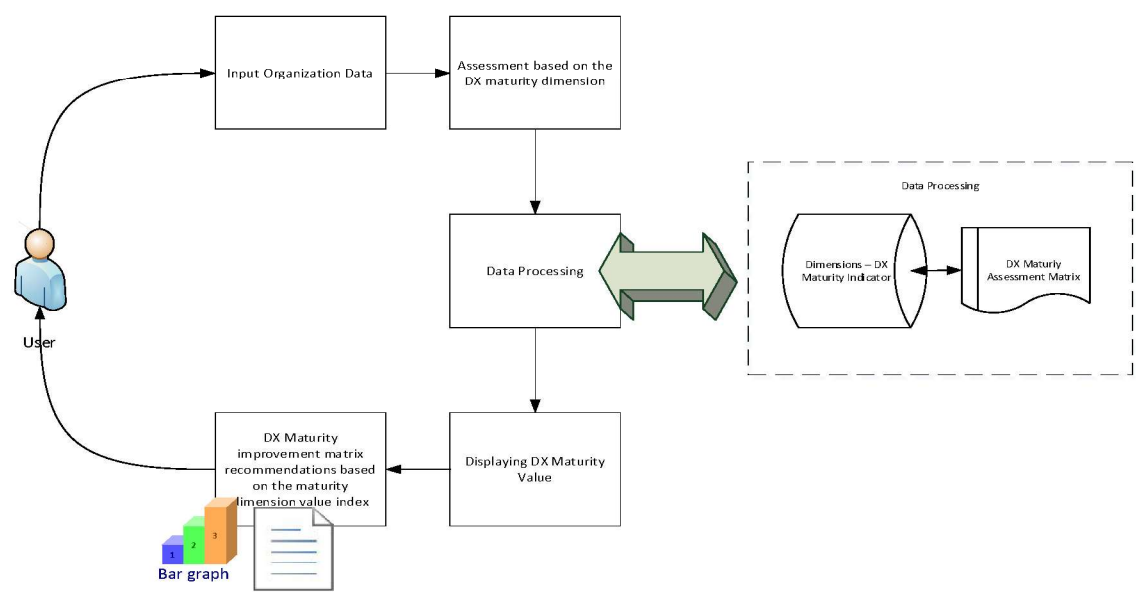 Input Organization Data
Assessment based on the
DX maturity dimension
Data Processing
Data Processing
Dimensions – DX
Maturity Indicator
DX Maturiy
Assessment Matrix
User
DX Maturity
improvement matrix
recommendations based
on the maturity
dimension value index
Displaying DX Maturity
Value
1
2
3
Bar graph